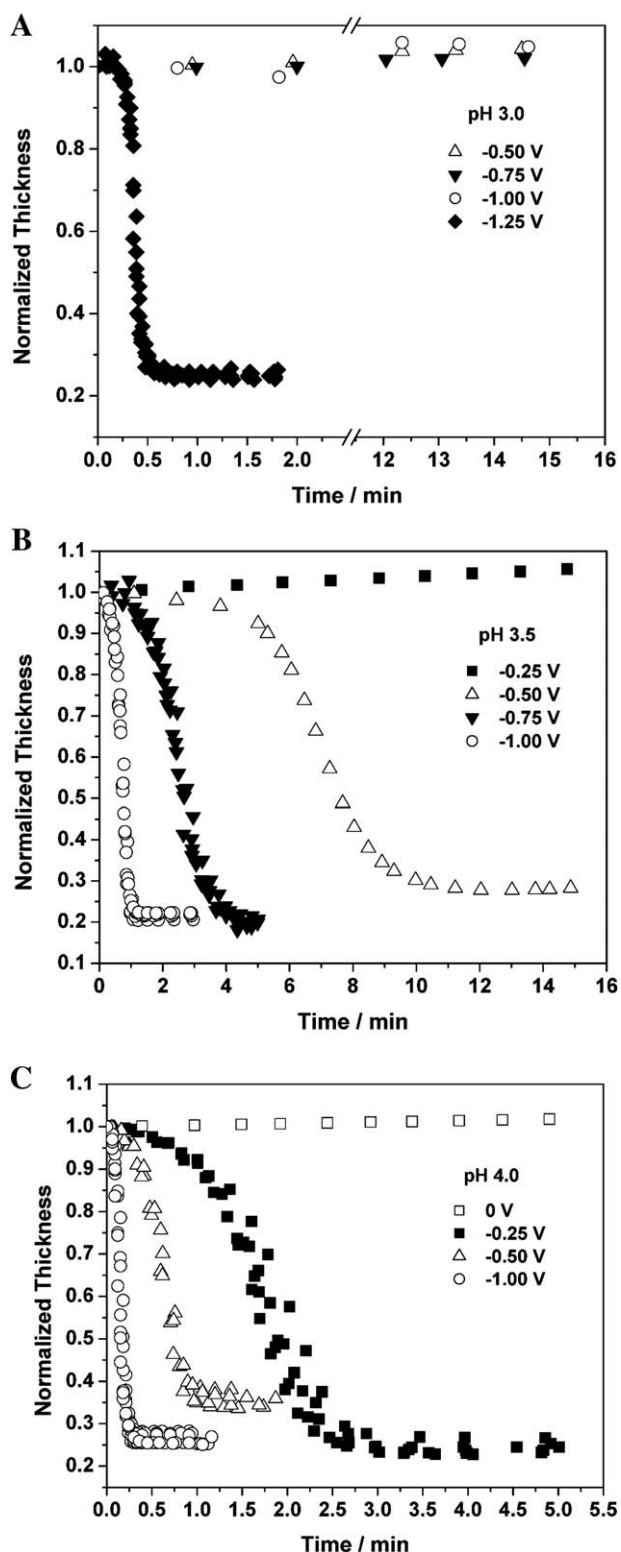 A
1.0
0.8
0.6
0.4
0.2
Normalized Thickness
pH 3.0
-0.50 V
-0.75 V
-1.00 V
-1.25 V
0.0 0.5 1.0 1.5 2.0 12 13 14 15 16
Time / min
B
1.1
1.0
0.9
0.8
0.7
0.6
0.5
0.4
0.3
0.2
0.1
Normalized Thickness
pH 3.5
-0.25 V
-0.50 V
-0.75 V
-1.00 V
0 2 4 6 8 10 12 14 16
Time / min
C
1.0
0.9
0.8
0.7
0.6
0.5
0.4
0.3
0.2
Normalized Thickness
pH 4.0
0 V
-0.25 V
-0.50 V
-1.00 V
0.0 0.5 1.0 1.5 2.0 2.5 3.0 3.5 4.0 4.5 5.0 5.5
Time / min